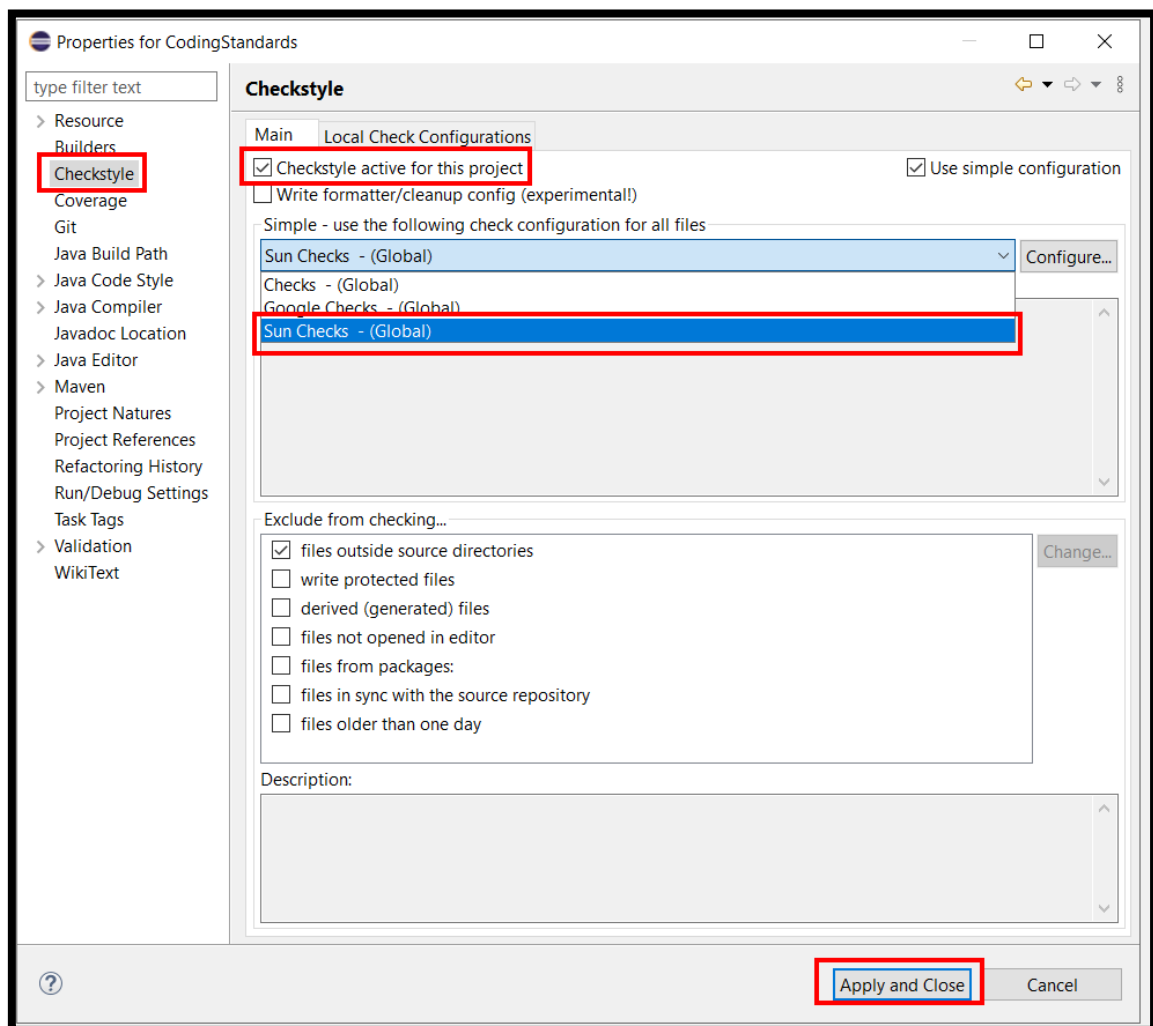 Properties for CodingStandards
type filter text
Resource
Builders
Checkstyle
Coverage
Git
Java Build Path
Java Code Style
Java Compiler
Javadoc Location
Java Editor
Maven
Project Natures
Project References
Refactoring History
Run/Debug Settings
Task Tags
Validation
WikiText
Checkstyle
Main Local Check Configurations
Checkstyle active for this project Use simple configuration
Write formatter/cleanup config (experimental!)
Simple - use the following check configuration for all files
Sun Checks - (Global) Configure...
Checks - (Global)
Google Checks - (Global)
Sun Checks - (Global)
Exclude from checking...
files outside source directories Change...
write protected files
derived (generated) files
files not opened in editor
files from packages:
files in sync with the source repository
files older than one day
Description:
? Apply and Close Cancel